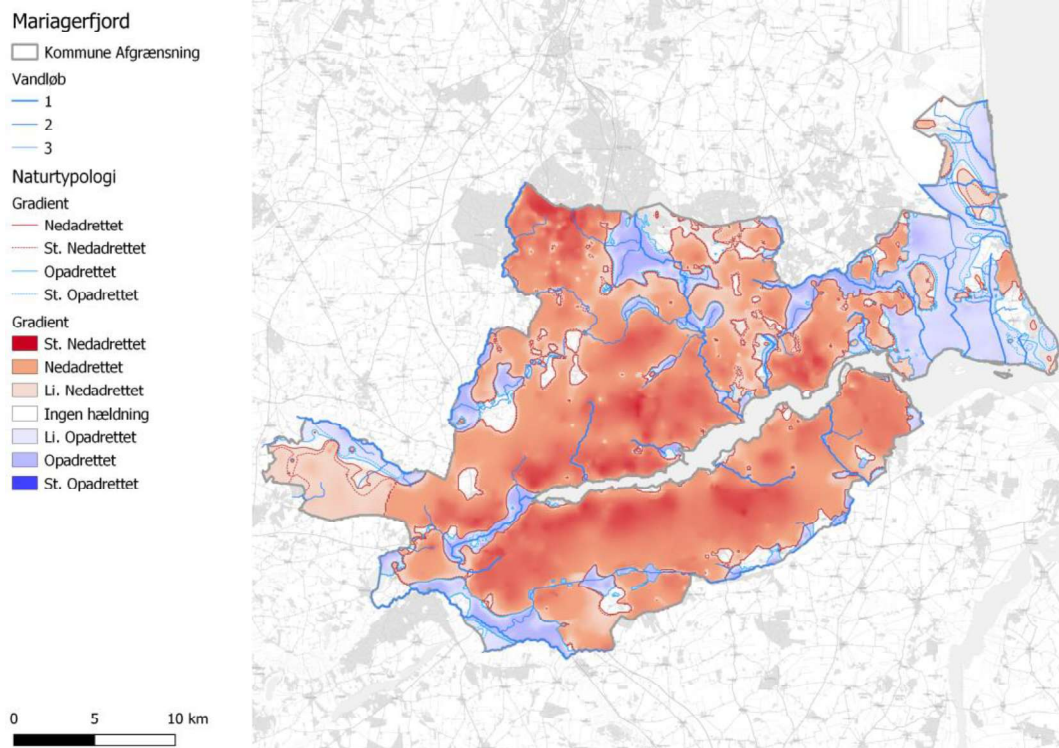 Mariagerfjord
Kommune Afgrænsning
Vandløb
1
2
3
Naturtypologi
Gradient
Nedadrettet
St. Nedadrettet
Opadrettet
St. Opadrettet
Gradient
St. Nedadrettet
Nedadrettet
Li. Nedadrettet
Ingen hældning
Li. Opadrettet
Opadrettet
St. Opadrettet
0 5 10 km